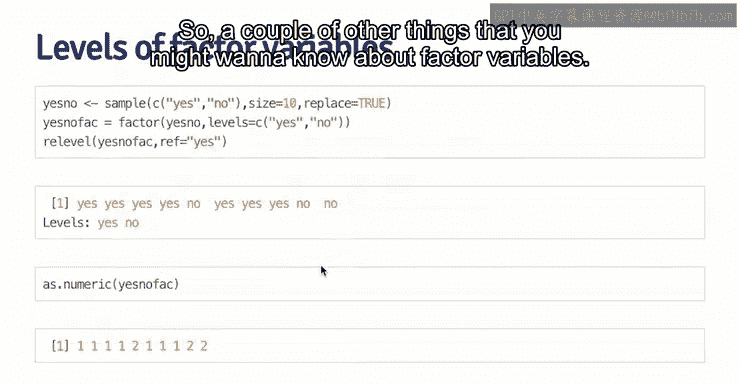 Levels of factor variables
So, a couple of other things that you
might wanna know about factor variables.
yesno <- sample(c("yes","no"),size=10,replace=TRUE)
yesnofac = factor(yesno,levels=c("yes","no"))
relevel(yesnofac,ref="yes")
[1] yes yes yes yes no  yes yes yes no  no
Levels: yes no
as.numeric(yesnofac)
[1] 1 1 1 1 2 1 1 1 2 2